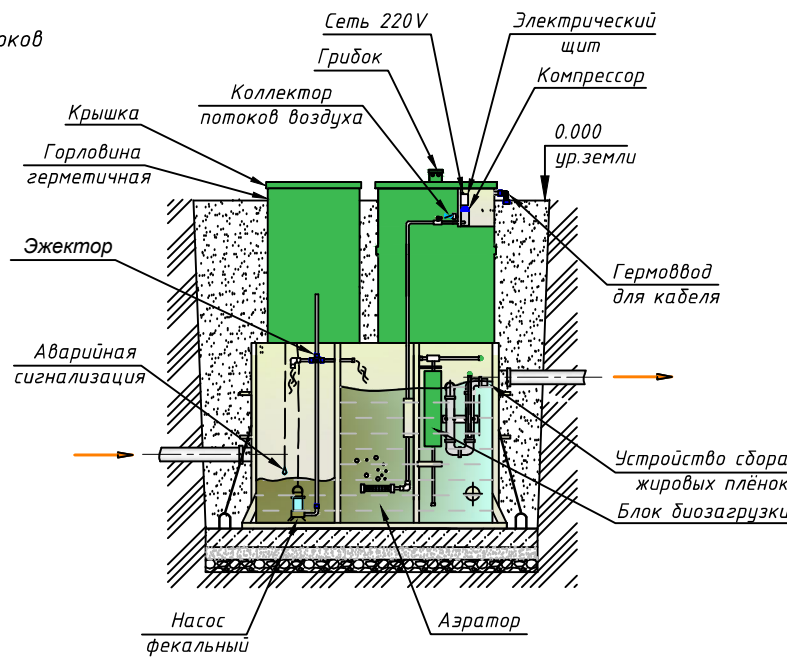 Сеть 220V
Электрический
щит
оков
Грибок
Компрессор
Коллектор
потоков воздуха
Крышка
0.000
ур.земли
Горловина
герметичная
Эжектор
Гермоввод
для кабеля
Аварийная
сигнализация
Устройство сбора
жировых плёнок
Блок биозагрузки
Насос
фекальный
Аэратор